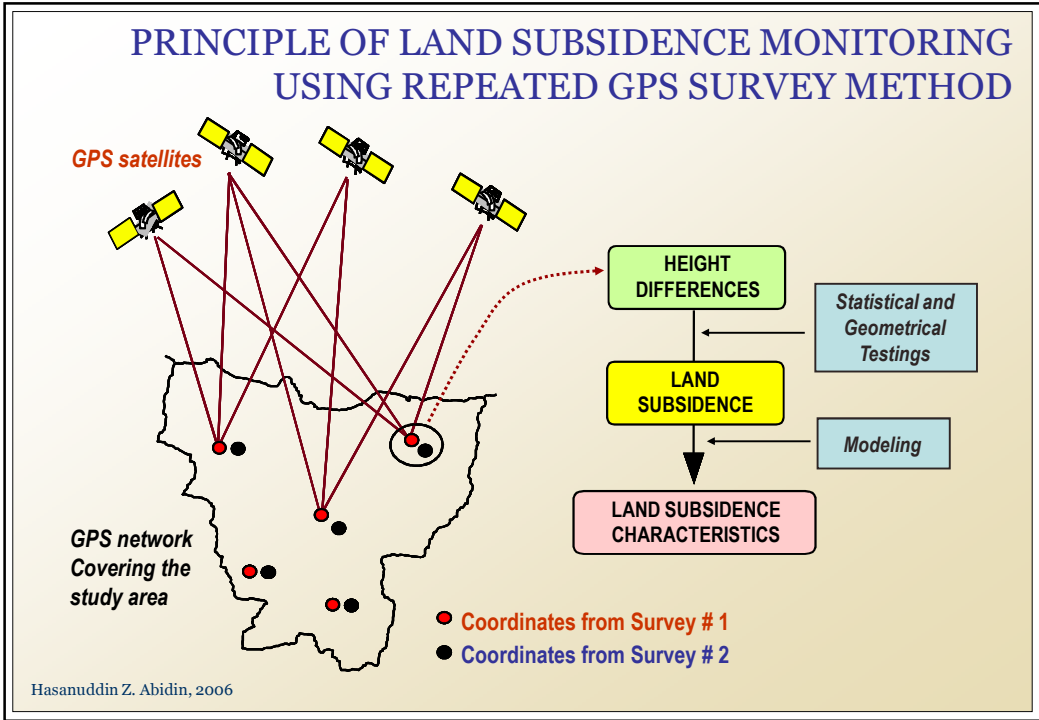 PRINCIPLE OF LAND SUBSIDENCE MONITORING
USING REPEATED GPS SURVEY METHOD
GPS satellites
HEIGHT
DIFFERENCES
Statistical and
Geometrical
Testings
LAND
SUBSIDENCE
Modeling
LAND SUBSIDENCE
CHARACTERISTICS
GPS network
Covering the
study area
Coordinates from Survey # 1
Coordinates from Survey # 2
Hasanuddin Z. Abidin, 2006